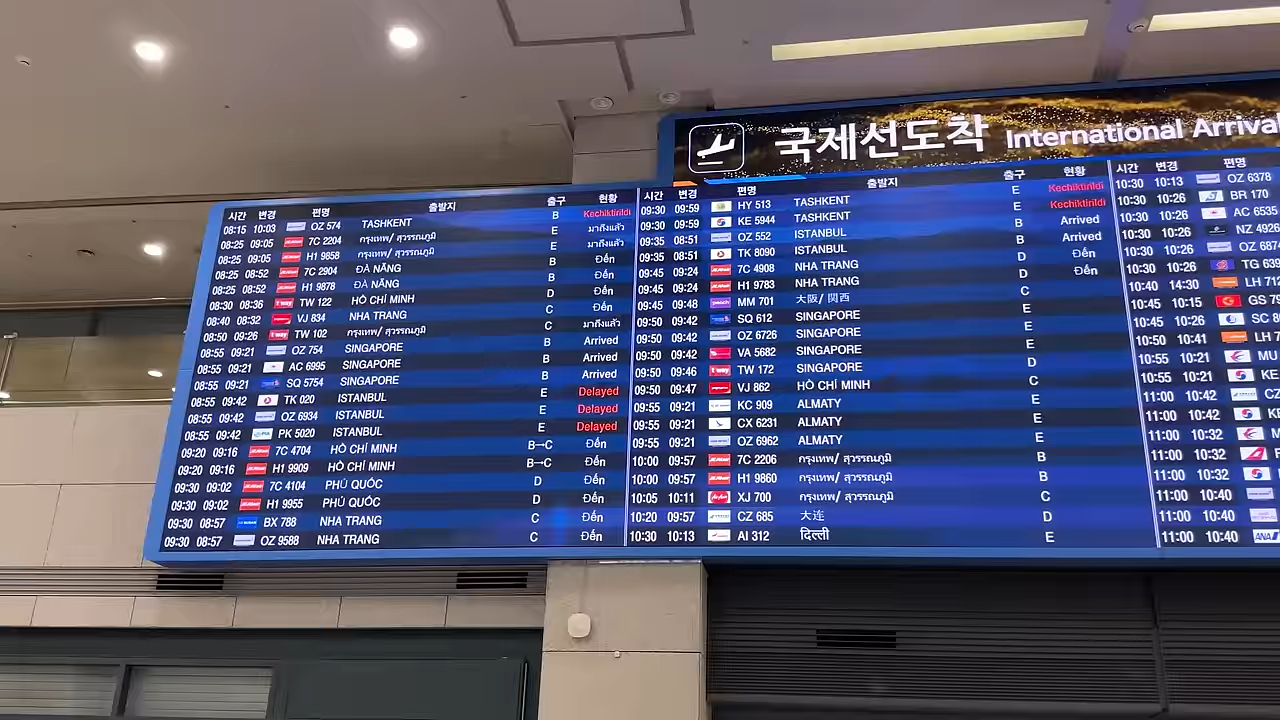 국제선도착 International Arrival
시간 변경 편명 출발지 출구 현황
08:15 10:03 OZ 574 TASHKENT B Kechiktirildi
08:25 09:05 7C 2204 กรุงเทพ/ สุวรรณภูมิ E มาถึงแล้ว
08:25 09:05 H1 9858 กรุงเทพ/ สุวรรณภูมิ E มาถึงแล้ว
08:25 08:52 7C 2904 ĐÀ NẴNG B Đến
08:25 08:52 H1 9878 ĐÀ NẴNG B Đến
08:30 08:36 t'way TW 122 HỒ CHÍ MINH D Đến
08:40 08:32 VJ 834 NHA TRANG C Đến
08:50 09:26 t'way TW 102 กรุงเทพ/ สุวรรณภูมิ C มาถึงแล้ว
08:55 09:21 OZ 754 SINGAPORE B Arrived
08:55 09:21 AC 6995 SINGAPORE B Arrived
08:55 09:21 SQ 5754 SINGAPORE B Arrived
08:55 09:42 TK 020 ISTANBUL E Delayed
08:55 09:42 OZ 6934 ISTANBUL E Delayed
08:55 09:42 PK 5020 ISTANBUL E Delayed
09:20 09:16 7C 4704 HỒ CHÍ MINH B→C Đến
09:20 09:16 H1 9909 HỒ CHÍ MINH B→C Đến
09:30 09:02 7C 4104 PHÚ QUỐC D Đến
09:30 09:02 H1 9955 PHÚ QUỐC D Đến
09:30 08:57 BX 788 NHA TRANG C Đến
09:30 08:57 OZ 9588 NHA TRANG C Đến
시간 변경 편명 출발지 출구 현황
09:30 09:59 HY 513 TASHKENT E Kechiktirildi
09:30 09:59 KE 5944 TASHKENT E Kechiktirildi
09:35 08:51 OZ 552 ISTANBUL B Arrived
09:35 08:51 TK 8090 ISTANBUL B Arrived
09:45 09:24 7C 4908 NHA TRANG D Đến
09:45 09:24 H1 9783 NHA TRANG D Đến
09:45 09:48 peach MM 701 大阪/ 関西 C
09:50 09:42 SQ 612 SINGAPORE E
09:50 09:42 OZ 6726 SINGAPORE E
09:50 09:42 VA 5682 SINGAPORE E
09:50 09:46 t'way TW 172 SINGAPORE D
09:50 09:47 VJ 862 HỒ CHÍ MINH C
09:55 09:21 KC 909 ALMATY E
09:55 09:21 CX 6231 ALMATY E
09:55 09:21 OZ 6962 ALMATY E
10:00 09:57 7C 2206 กรุงเทพ/ สุวรรณภูมิ B
10:00 09:57 H1 9860 กรุงเทพ/ สุวรรณภูมิ B
10:05 10:11 XJ 700 กรุงเทพ/ สุวรรณภูมิ C
10:20 09:57 CZ 685 大连 D
10:30 10:13 AI 312 दिल्ली E
시간 변경 편명
10:30 10:13 OZ 6378
10:30 10:26 BR 170
10:30 10:26 AC 6535
10:30 10:26 NZ 4926
10:30 10:26 OZ 687
10:30 10:26 TG 639
10:40 14:30 LH 712
10:45 10:15 GS 7
10:45 10:26 SC 8
10:50 10:41 LH 7
10:55 10:21 MU
10:55 10:21 KE
11:00 10:42 CZ
11:00 10:42 K
11:00 10:32 M
11:00 10:32
11:00 10:32
11:00 10:40
11:00 10:40
11:00 10:40 ANA